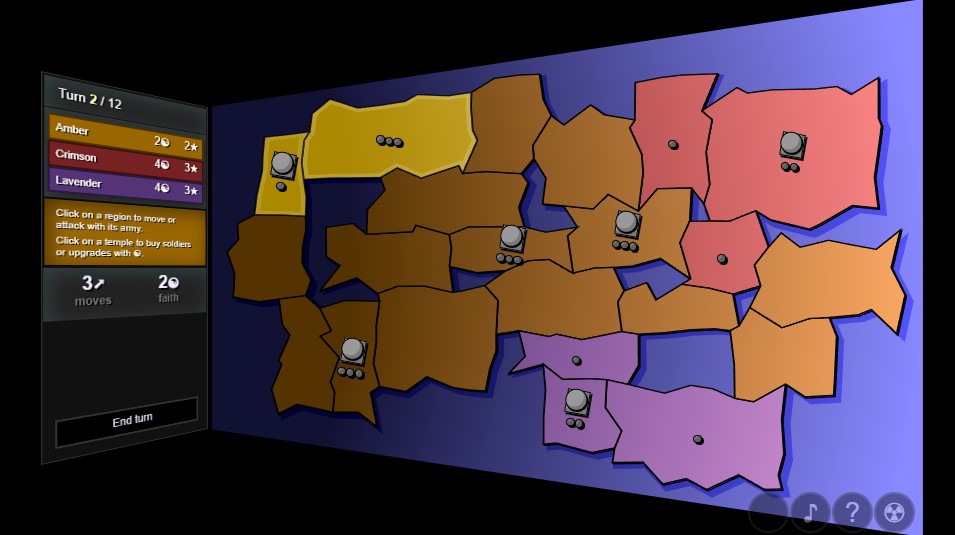 Turn 2 / 12
Amber 2 2★
Crimson 4 3★
Lavender 4 3★
Click on a region to move or
attack with its army.
Click on a temple to buy soldiers
or upgrades with ☯.
3 2
moves faith
End turn
♪ ? ☢